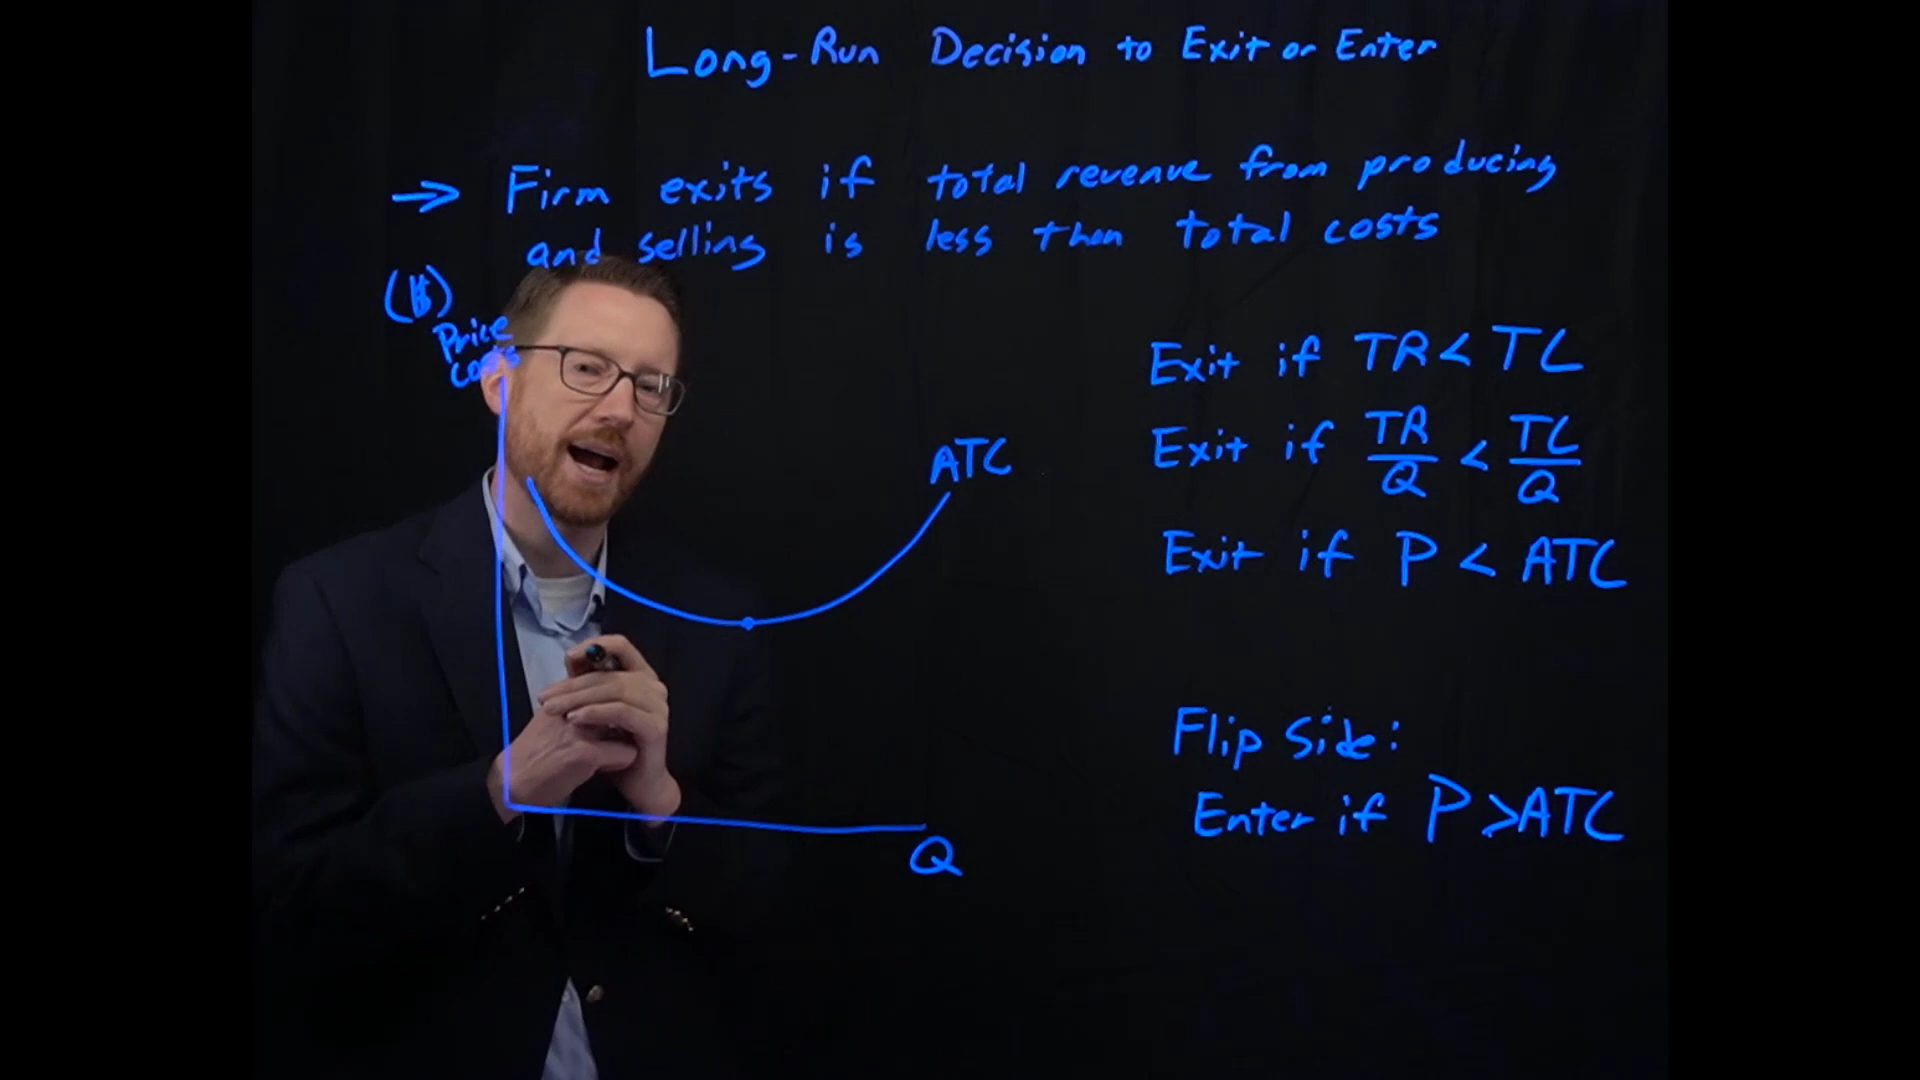 Long-Run Decision to Exit or Enter
→ Firm exits if total revenue from producing
and selling is less than total costs
($)
Price
costs
ATC
Q
Exit if TR < TC
Exit if TR/Q < TC/Q
Exit if P < ATC
Flip Side:
Enter if P > ATC